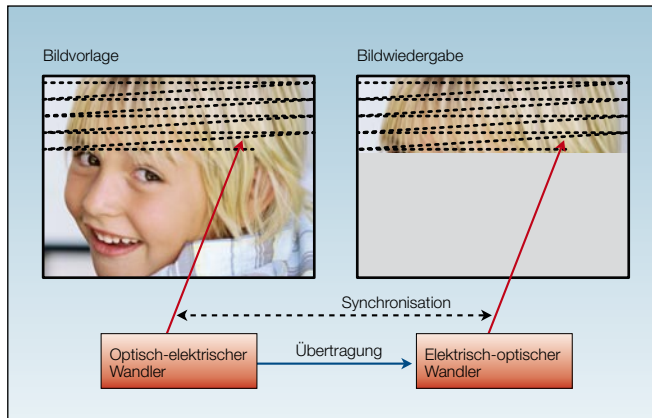 Bildvorlage
Bildwiedergabe
Synchronisation
Optisch-elektrischer
Wandler
Übertragung
Elektrisch-optischer
Wandler